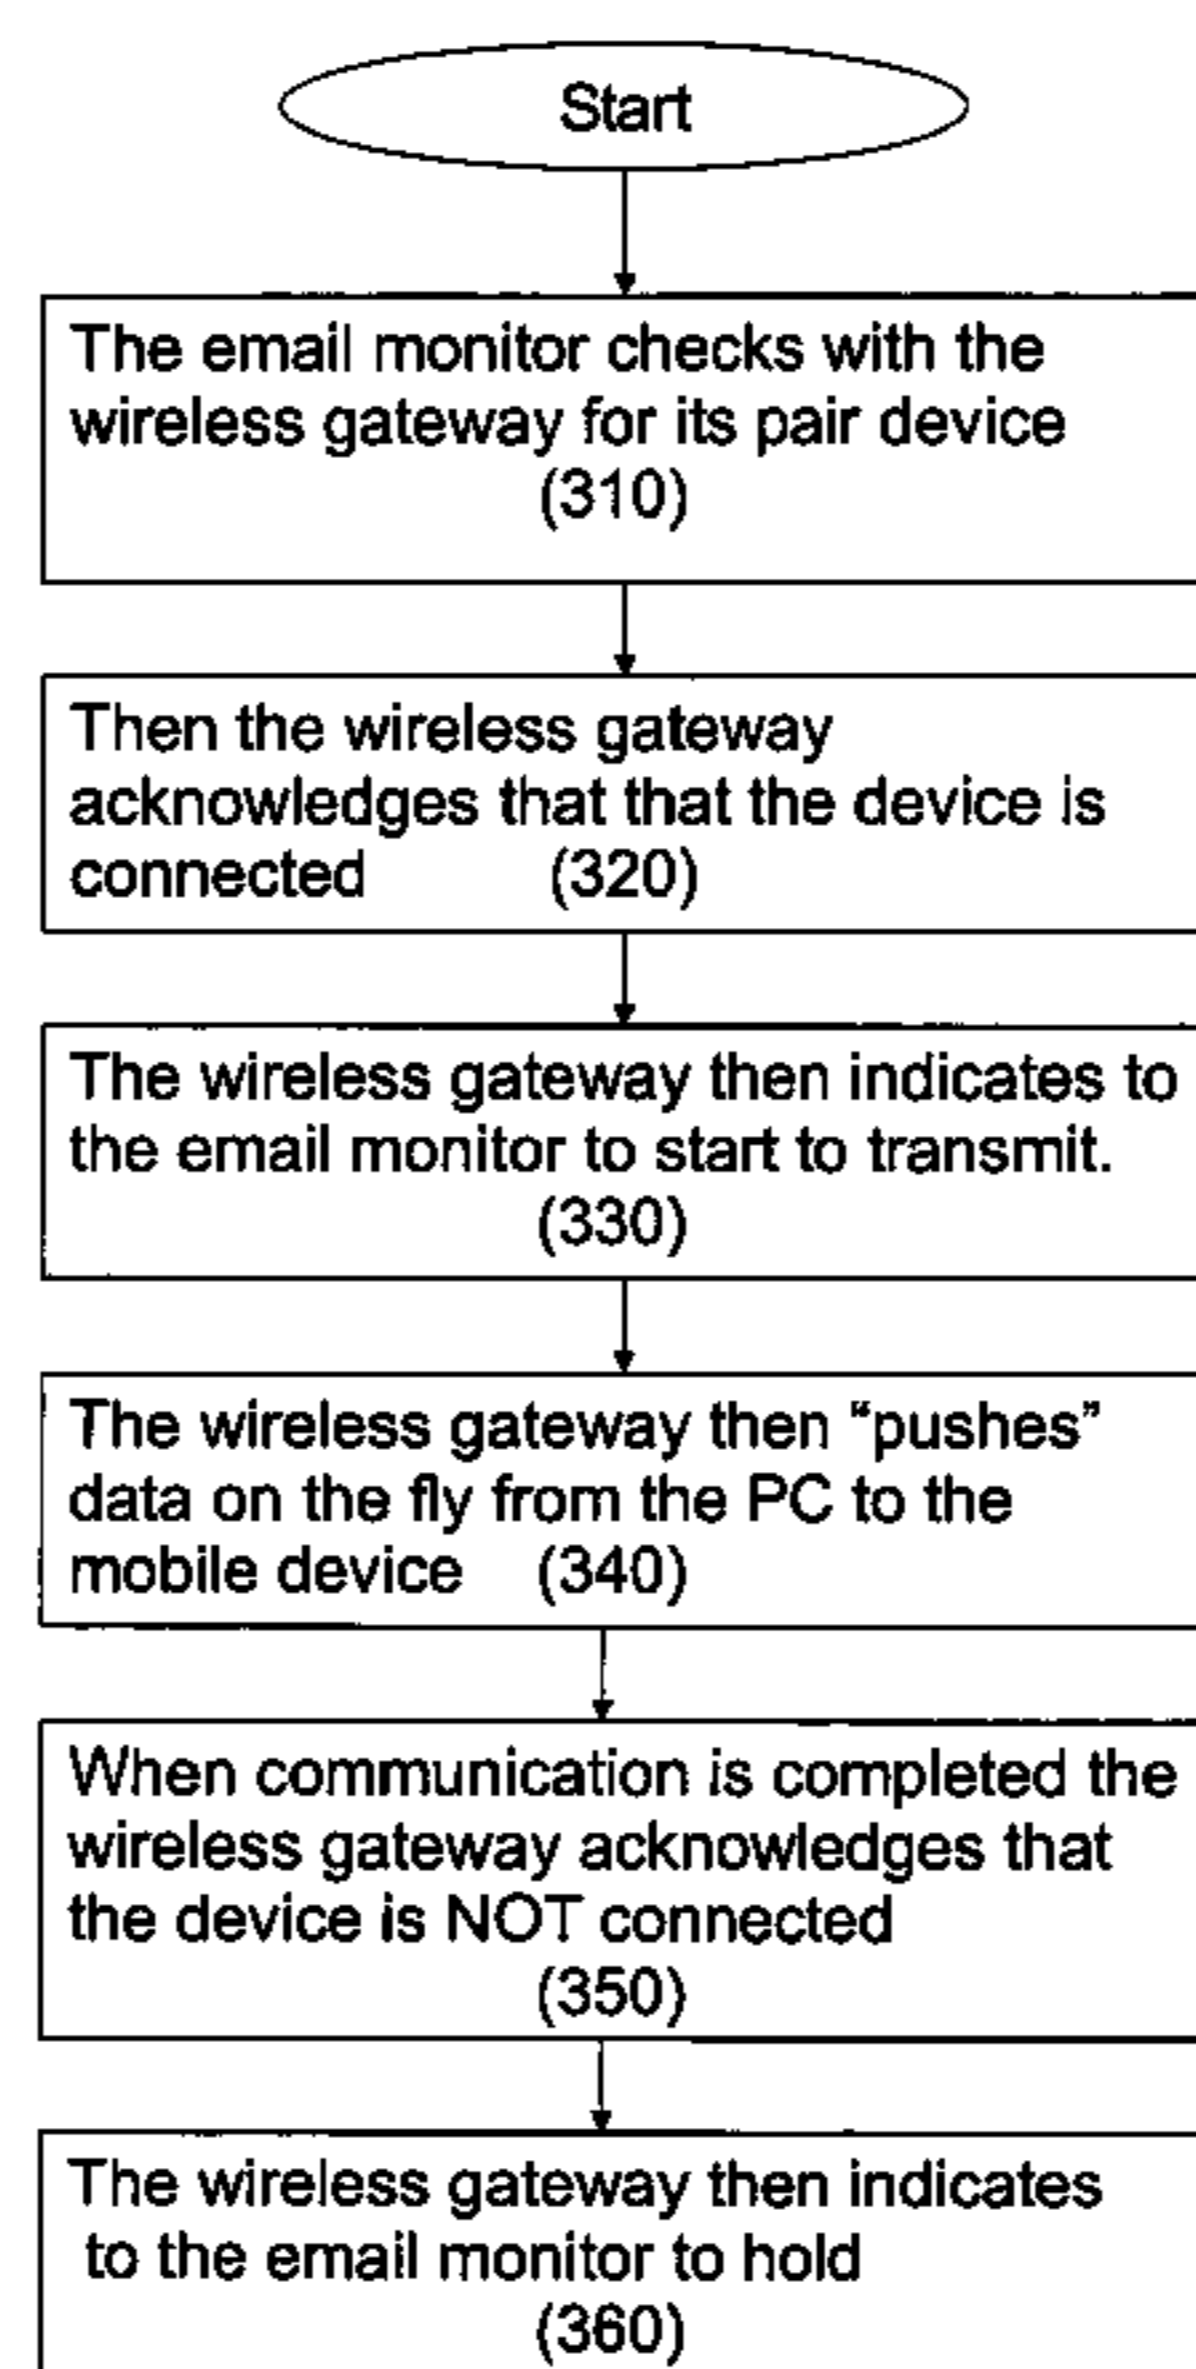 Start
The email monitor checks with the
wireless gateway for its pair device
(310)
Then the wireless gateway
acknowledges that that the device is
connected (320)
The wireless gateway then indicates to
the email monitor to start to transmit.
(330)
The wireless gateway then “pushes”
data on the fly from the PC to the
mobile device (340)
When communication is completed the
wireless gateway acknowledges that
the device is NOT connected
(350)
The wireless gateway then indicates
to the email monitor to hold
(360)